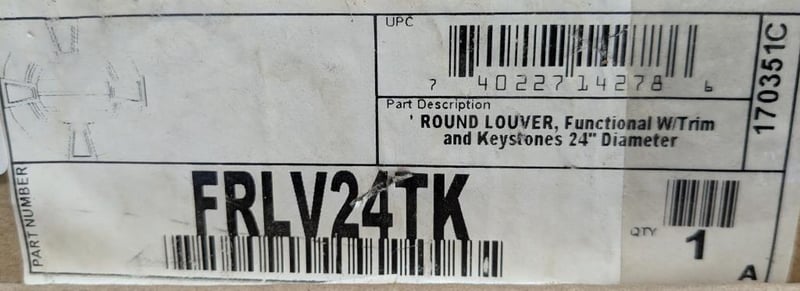 UPC
7 40227 14278 6
Part Description
' ROUND LOUVER, Functional W/Trim
and Keystones 24" Diameter
170351C
PART NUMBER
FRLV24TK
QTY
1
A